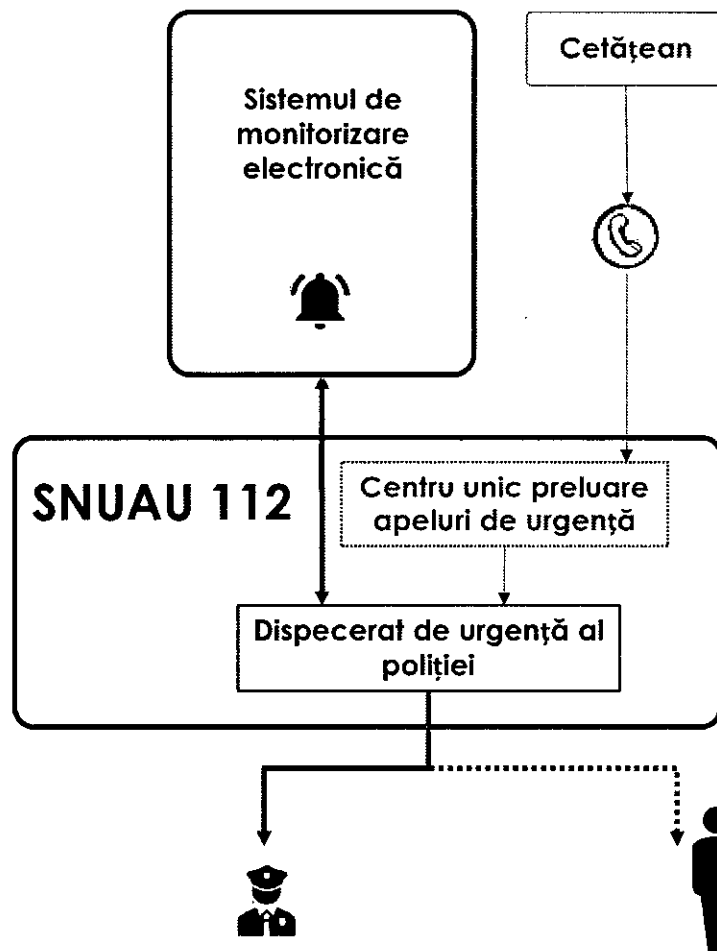 Cetățean
Sistemul de
monitorizare
electronică
SNUAU 112
Centru unic preluare
apeluri de urgență
Dispecerat de urgență al
poliției